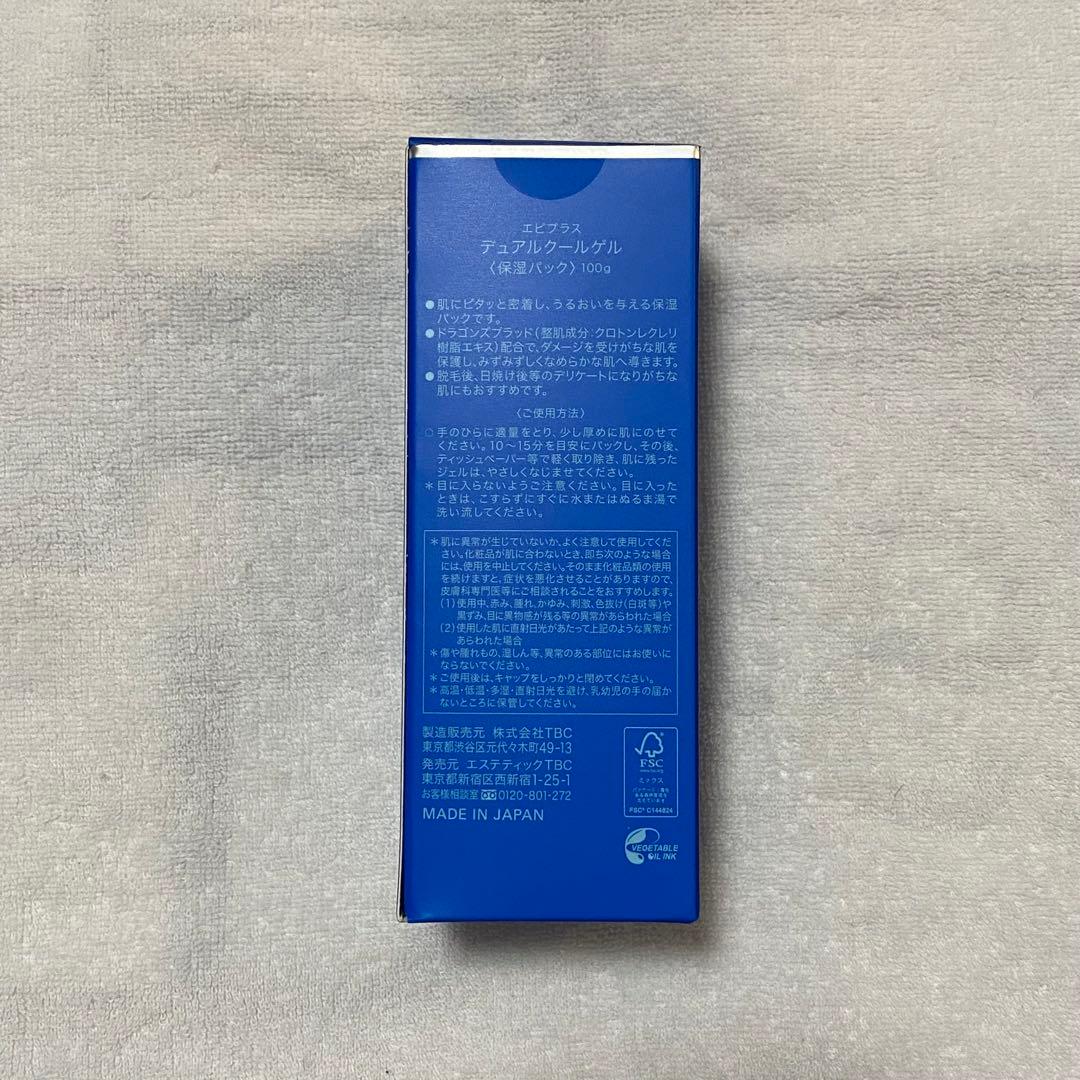 エピプラス
デュアルクールゲル
〈保湿パック〉100g
●肌にピタッと密着し、うるおいを与える保湿
パックです。
●ドラゴンズブラッド(整肌成分:クロトンレクレリ
樹脂エキス)配合で、ダメージを受けがちな肌を
保護し、みずみずしくなめらかな肌へ導きます。
●脱毛後、日焼け後等のデリケートになりがちな
肌にもおすすめです。
〈ご使用方法〉
○手のひらに適量をとり、少し厚めに肌にのせて
ください。10〜15分を目安にパックし、その後、
ティッシュペーパー等で軽く取り除き、肌に残った
ジェルは、やさしくなじませてください。
*目に入らないようご注意ください。目に入った
ときは、こすらずにすぐに水またはぬるま湯で
洗い流してください。
*肌に異常が生じていないか、よく注意して使用してくだ
さい。化粧品が肌に合わないとき、即ち次のような場合
には、使用を中止してください。そのまま化粧品類の使用
を続けますと、症状を悪化させることがありますので、
皮膚科専門医等にご相談されることをおすすめします。
(1)使用中、赤み、腫れ、かゆみ、刺激、色抜け(白斑等)や
黒ずみ、目に異物感が残る等の異常があらわれた場合
(2)使用した肌に直射日光があたって上記のような異常が
あらわれた場合
*傷や腫れもの、湿しん等、異常のある部位にはお使いに
ならないでください。
*ご使用後は、キャップをしっかりと閉めてください。
*高温・低温・多湿・直射日光を避け、乳幼児の手の届か
ないところに保管してください。
製造販売元 株式会社TBC
東京都渋谷区元代々木町49-13
発売元 エステティックTBC
東京都新宿区西新宿1-25-1
お客様相談室 0120-801-272
MADE IN JAPAN
FSC
www.fsc.org
ミックス
FSC® C144824
VEGETABLE
OIL INK